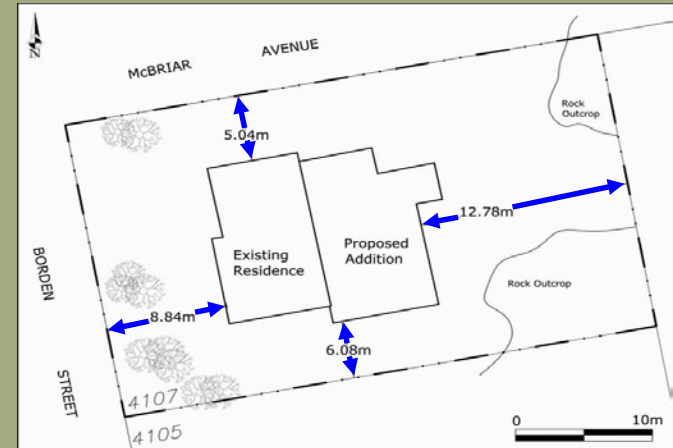 N
McBRIAR AVENUE
Rock
Outcrop
5.04m
12.78m
Existing
Residence
Proposed
Addition
BORDEN
STREET
Rock Outcrop
8.84m
6.08m
4107
4105
0 10m